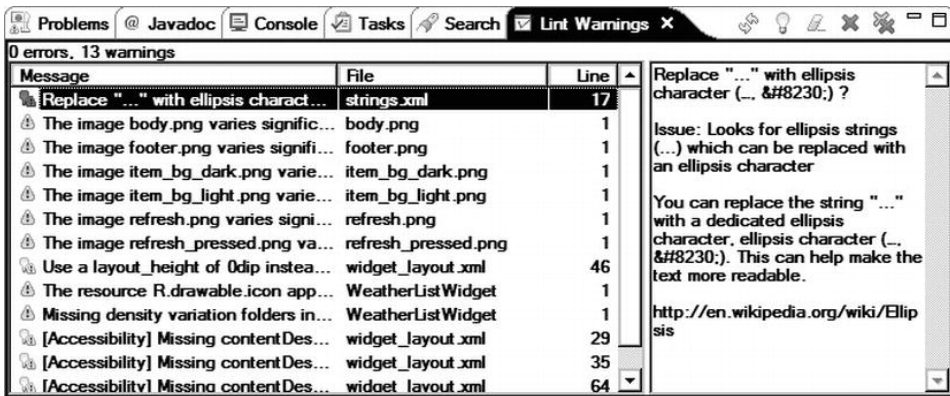 Problems @ Javadoc Console Tasks Search Lint Warnings
0 errors, 13 warnings
Message File Line
Replace "..." with ellipsis charact... strings.xml 17
The image body.png varies signific... body.png 1
The image footer.png varies signifi... footer.png 1
The image item_bg_dark.png varie... item_bg_dark.png 1
The image item_bg_light.png varie... item_bg_light.png 1
The image refresh.png varies signi... refresh.png 1
The image refresh_pressed.png va... refresh_pressed.png 1
Use a layout_height of 0dip instea... widget_layout.xml 46
The resource R.drawable.icon app... WeatherListWidget 1
Missing density variation folders in... WeatherListWidget 1
[Accessibility] Missing contentDes... widget_layout.xml 29
[Accessibility] Missing contentDes... widget_layout.xml 35
[Accessibility] Missing contentDes... widget_layout.xml 64
Replace "..." with ellipsis
character (…, &#8230;) ?
Issue: Looks for ellipsis strings
(...) which can be replaced with
an ellipsis character
You can replace the string "..."
with a dedicated ellipsis
character, ellipsis character (…,
&#8230;). This can help make the
text more readable.
http://en.wikipedia.org/wiki/Ellip
sis